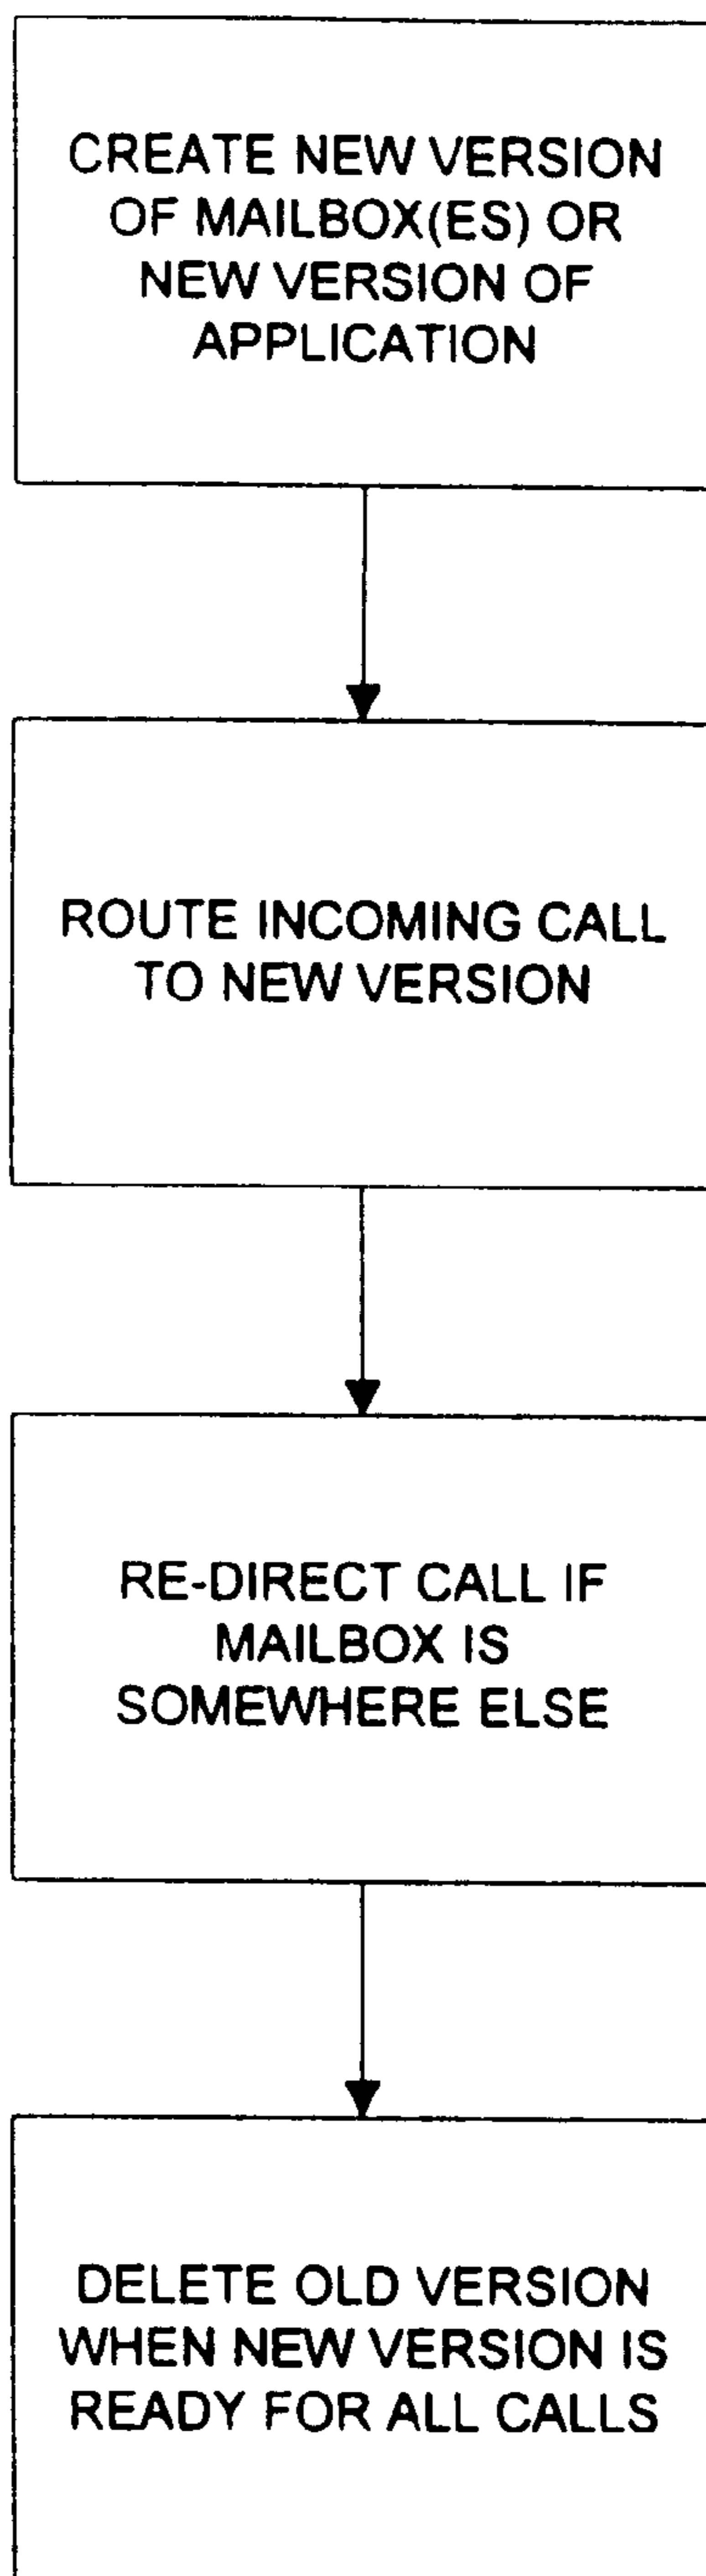 CREATE NEW VERSION
OF MAILBOX(ES) OR
NEW VERSION OF
APPLICATION
ROUTE INCOMING CALL
TO NEW VERSION
RE-DIRECT CALL IF
MAILBOX IS
SOMEWHERE ELSE
DELETE OLD VERSION
WHEN NEW VERSION IS
READY FOR ALL CALLS